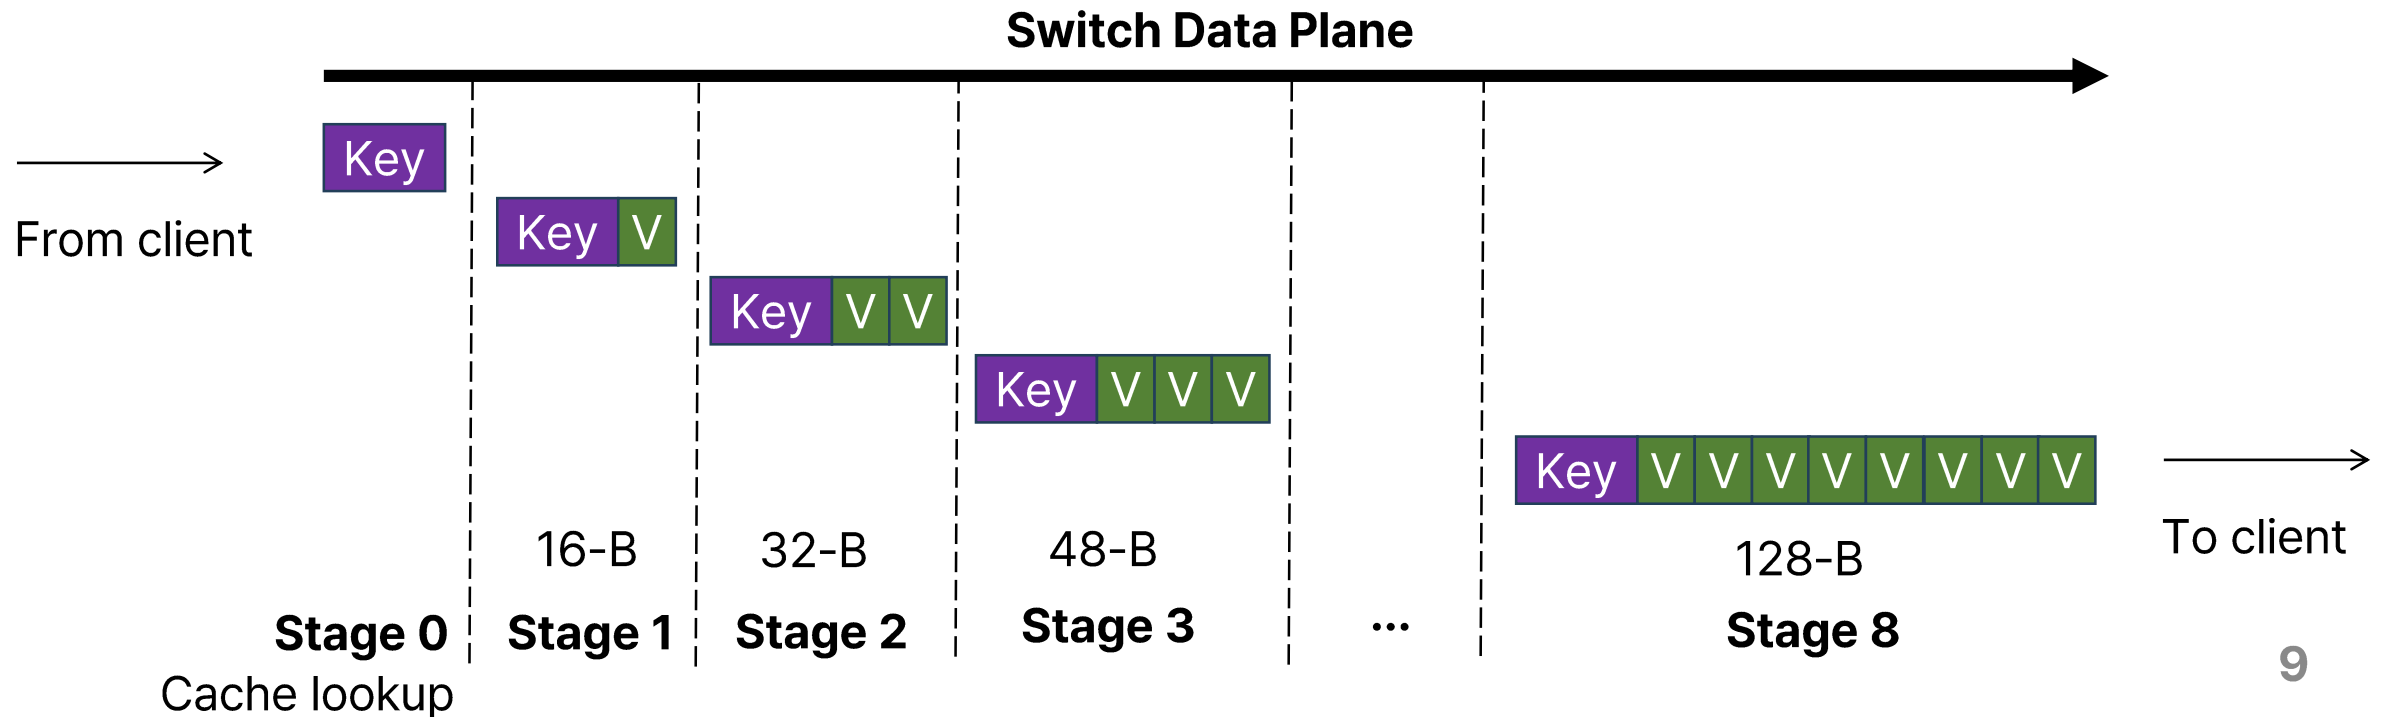 Switch Data Plane
Key
From client
Key V
Key V V
Key V V V
Key V V V V V V V V
To client
16-B
32-B
48-B
128-B
Stage 0
Stage 1
Stage 2
Stage 3
...
Stage 8
Cache lookup
9